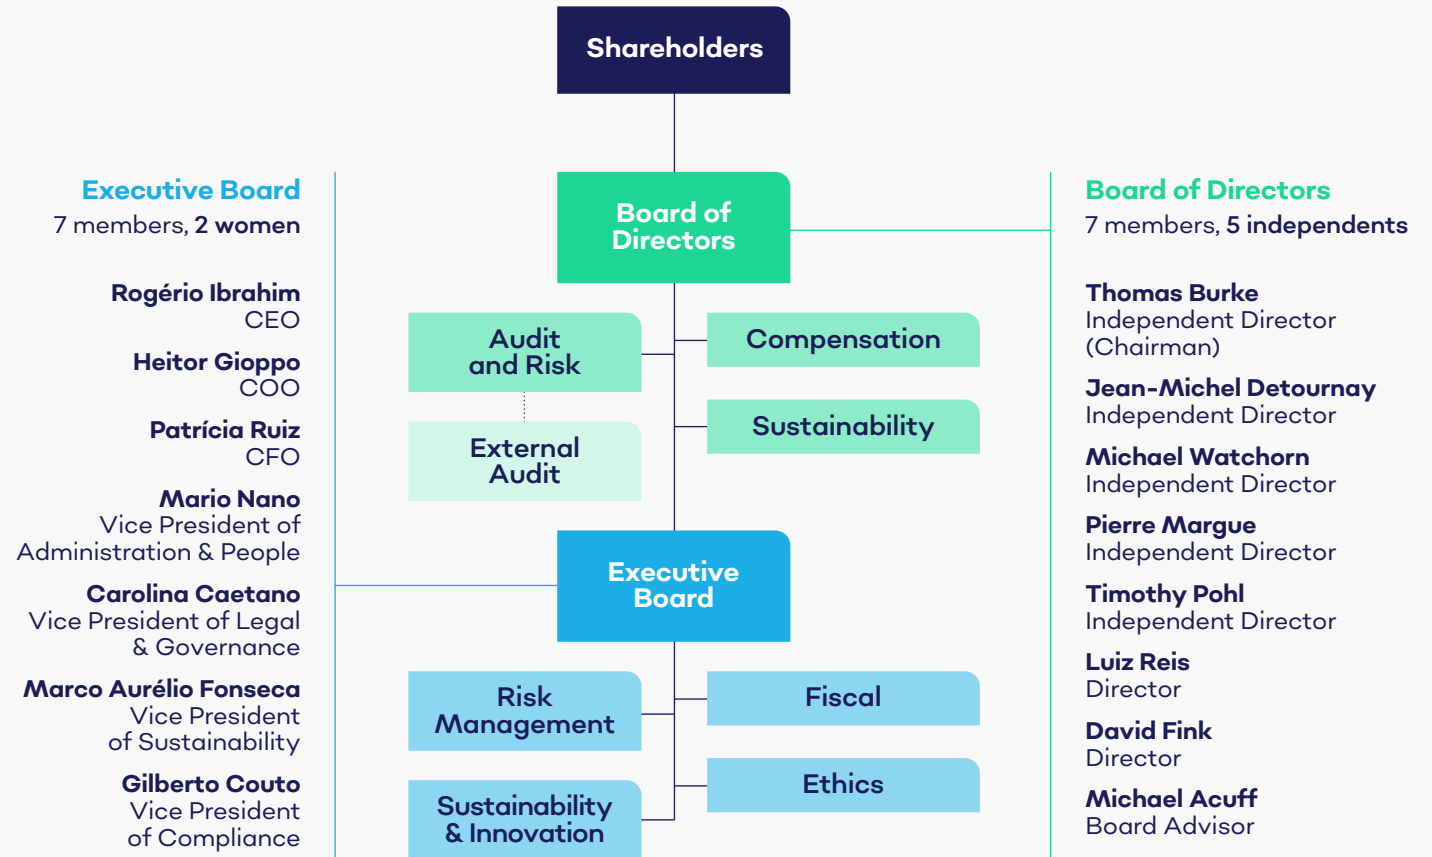 Shareholders
Executive Board
7 members, 2 women
Rogério Ibrahim
CEO
Heitor Gioppo
COO
Patrícia Ruiz
CFO
Mario Nano
Vice President of
Administration & People
Carolina Caetano
Vice President of Legal
& Governance
Marco Aurélio Fonseca
Vice President
of Sustainability
Gilberto Couto
Vice President
of Compliance
Board of
Directors
Audit
and Risk
External
Audit
Compensation
Sustainability
Executive
Board
Risk
Management
Sustainability
& Innovation
Fiscal
Ethics
Board of Directors
7 members, 5 independents
Thomas Burke
Independent Director
(Chairman)
Jean-Michel Detournay
Independent Director
Michael Watchorn
Independent Director
Pierre Margue
Independent Director
Timothy Pohl
Independent Director
Luiz Reis
Director
David Fink
Director
Michael Acuff
Board Advisor